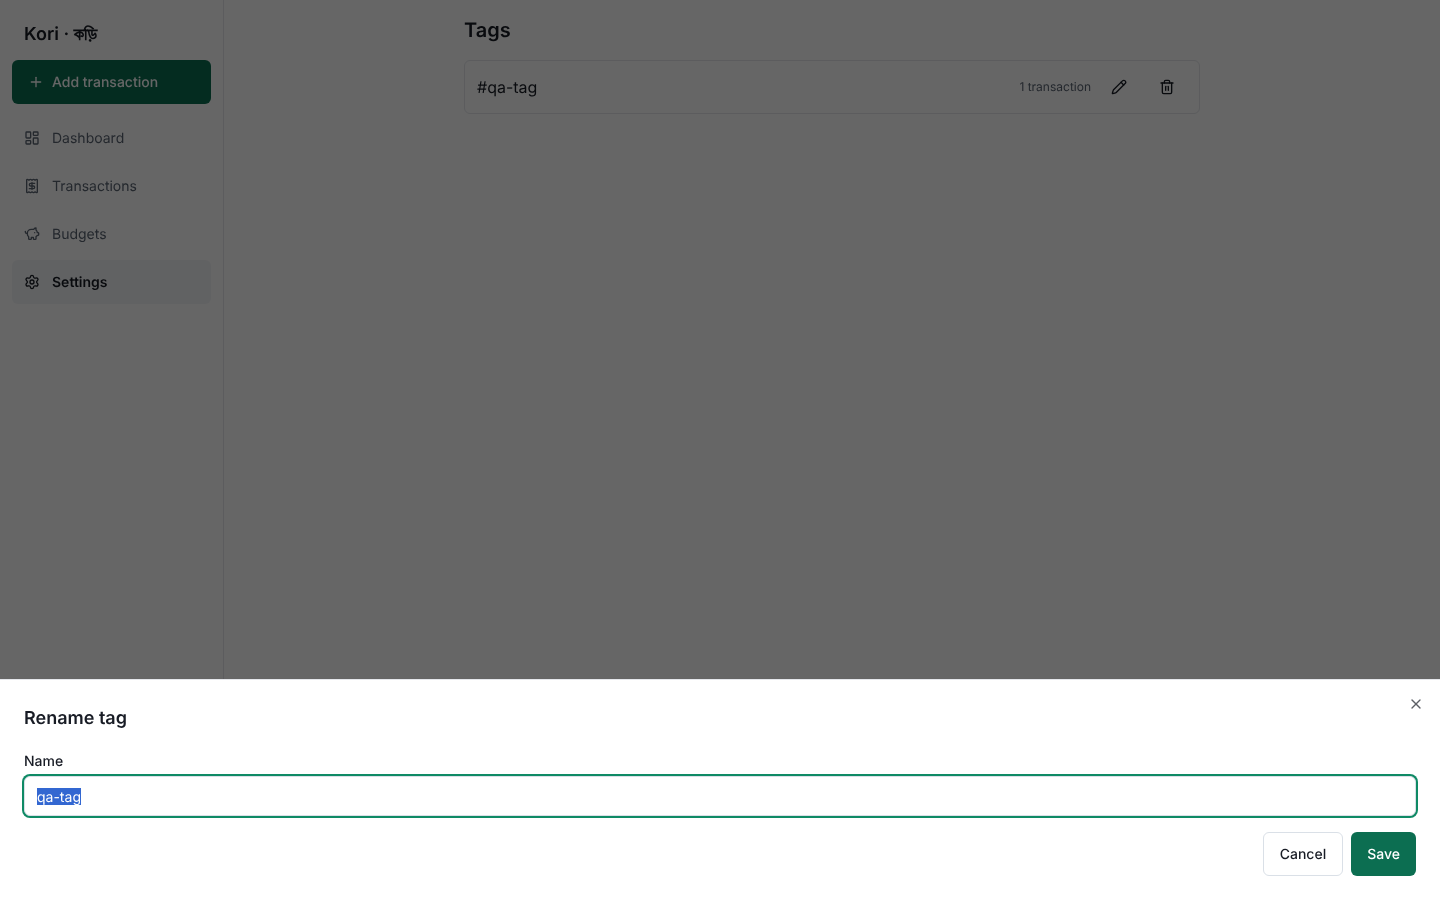 Kori · কড়ি
Add transaction
Dashboard
Transactions
Budgets
Settings
Tags
#qa-tag
1 transaction
Rename tag
Name
qa-tag
Cancel
Save